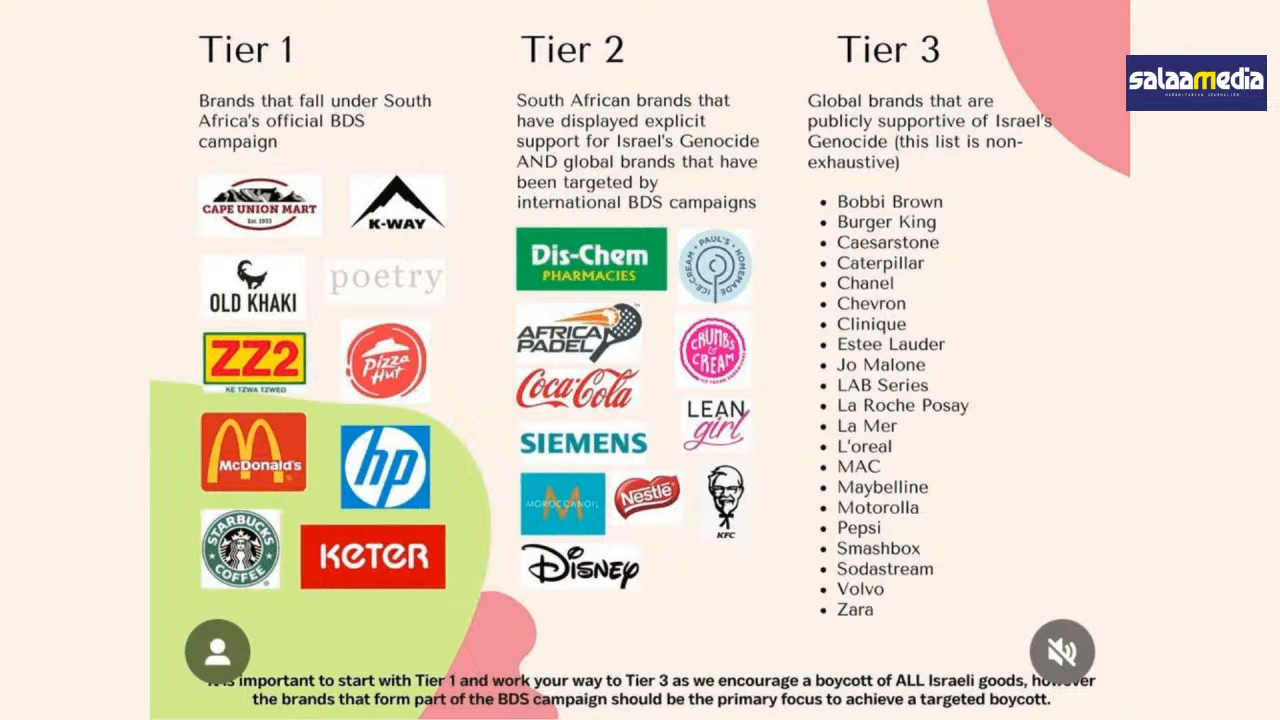 Tier 1
Brands that fall under South
Africa's official BDS
campaign
CAPE UNION MART
Est. 1933
K-WAY
OLD KHAKI
poetry
ZZ2
KE TZWA TZWEO
Pizza
Hut
McDonald's
hp
STARBUCKS
COFFEE
KETER
Tier 2
South African brands that
have displayed explicit
support for Israel's Genocide
AND global brands that have
been targeted by
international BDS campaigns
Dis-Chem
PHARMACIES
PAUL'S HOMEMADE ICE-CREAM
AFRICA
PADEL
CRUMBS
&
CREAM
Coca-Cola
LEAN
girl
SIEMENS
MOROCCANOIL
M
Nestlé
KFC
Disney
Tier 3
Global brands that are
publicly supportive of Israel's
Genocide (this list is non-
exhaustive)
• Bobbi Brown
• Burger King
• Caesarstone
• Caterpillar
• Chanel
• Chevron
• Clinique
• Estee Lauder
• Jo Malone
• LAB Series
• La Roche Posay
• La Mer
• L'oreal
• MAC
• Maybelline
• Motorolla
• Pepsi
• Smashbox
• Sodastream
• Volvo
• Zara
salaamedia
important to start with Tier 1 and work your way to Tier 3 as we encourage a boycott of ALL Israeli goods,
the brands that form part of the BDS campaign should be the primary focus to achieve a targeted boycott.